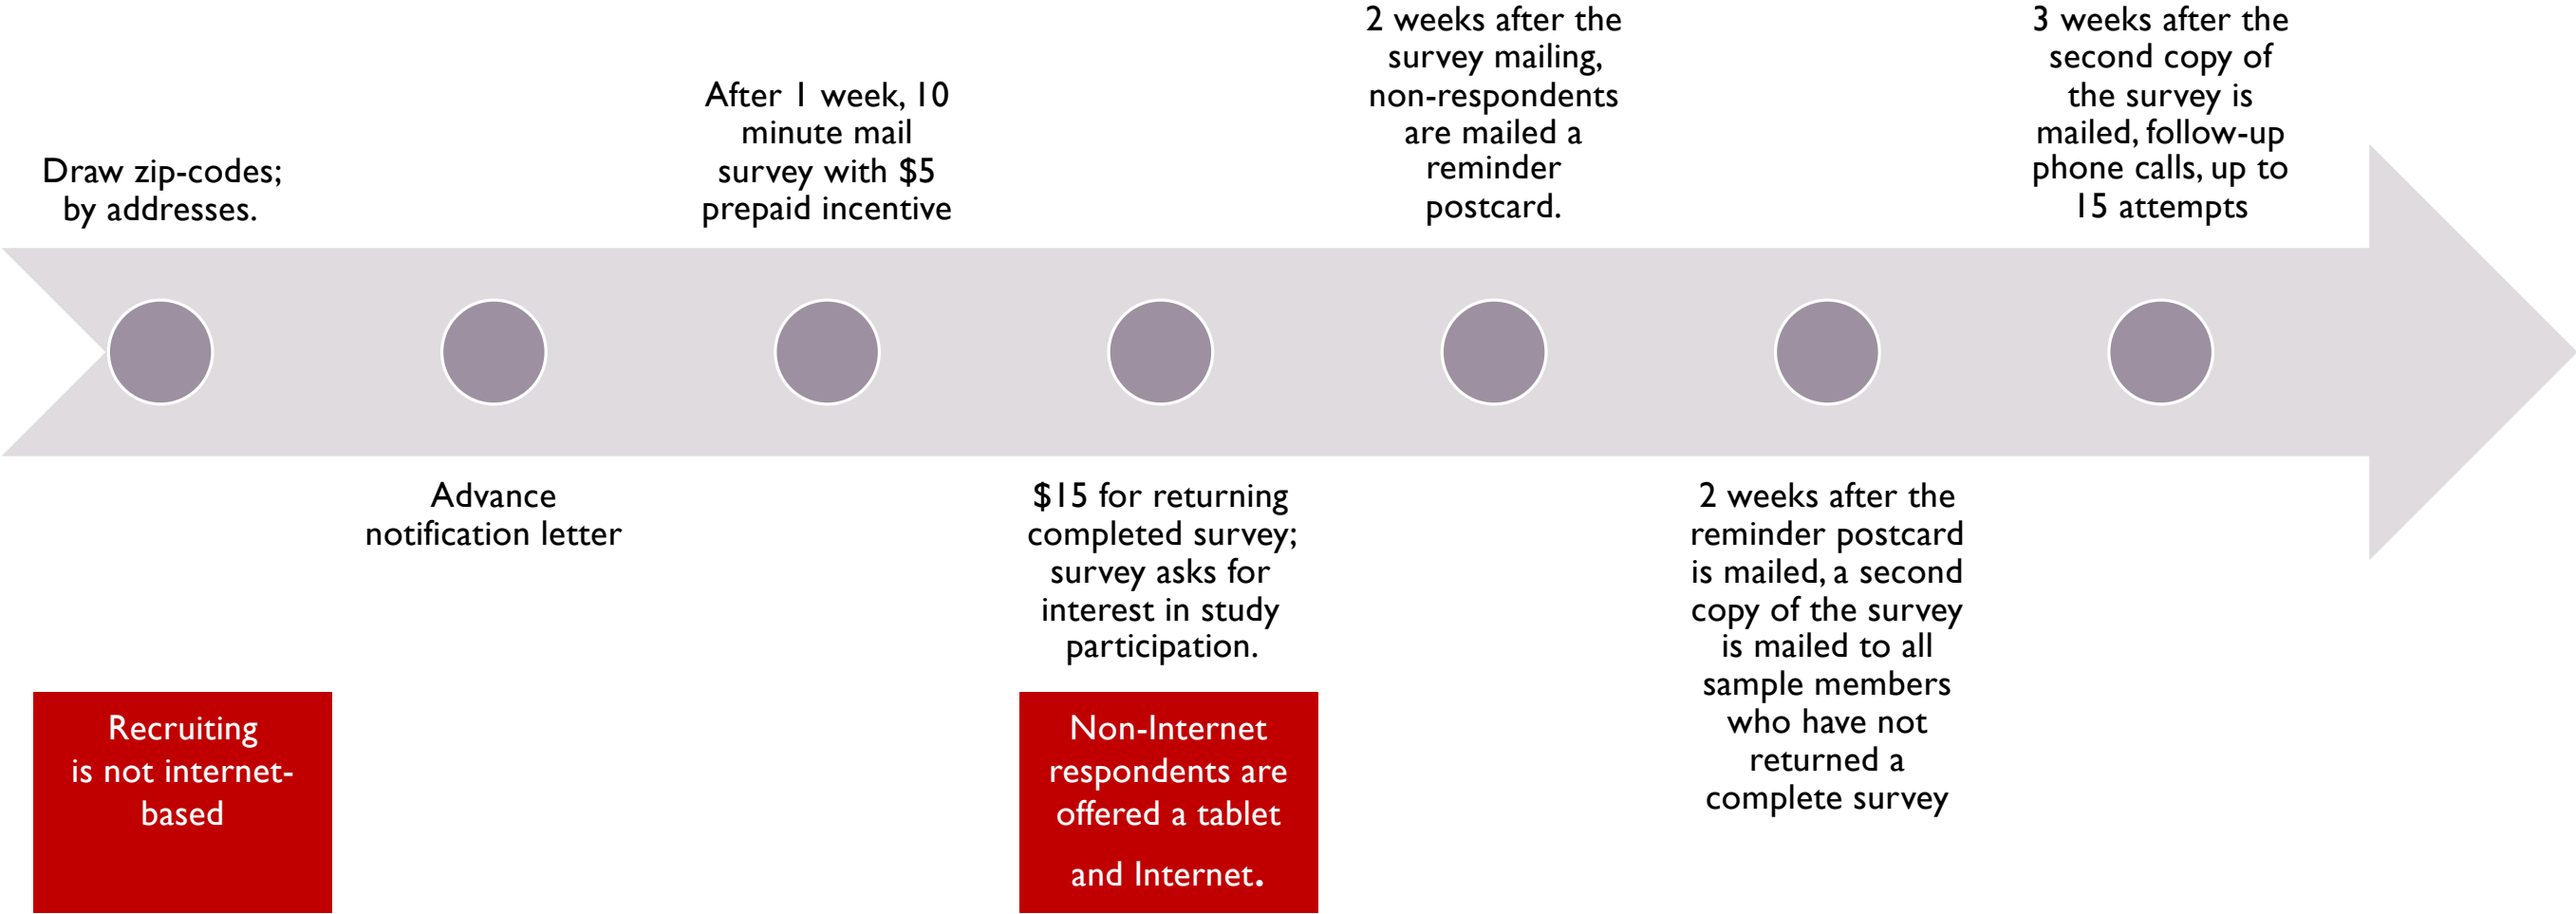 Draw zip-codes;
by addresses.
Advance
notification letter
After 1 week, 10
minute mail
survey with $5
prepaid incentive
$15 for returning
completed survey;
survey asks for
interest in study
participation.
2 weeks after the
survey mailing,
non-respondents
are mailed a
reminder
postcard.
2 weeks after the
reminder postcard
is mailed, a second
copy of the survey
is mailed to all
sample members
who have not
returned a
complete survey
3 weeks after the
second copy of
the survey is
mailed, follow-up
phone calls, up to
15 attempts
Recruiting
is not internet-
based
Non-Internet
respondents are
offered a tablet
and Internet.